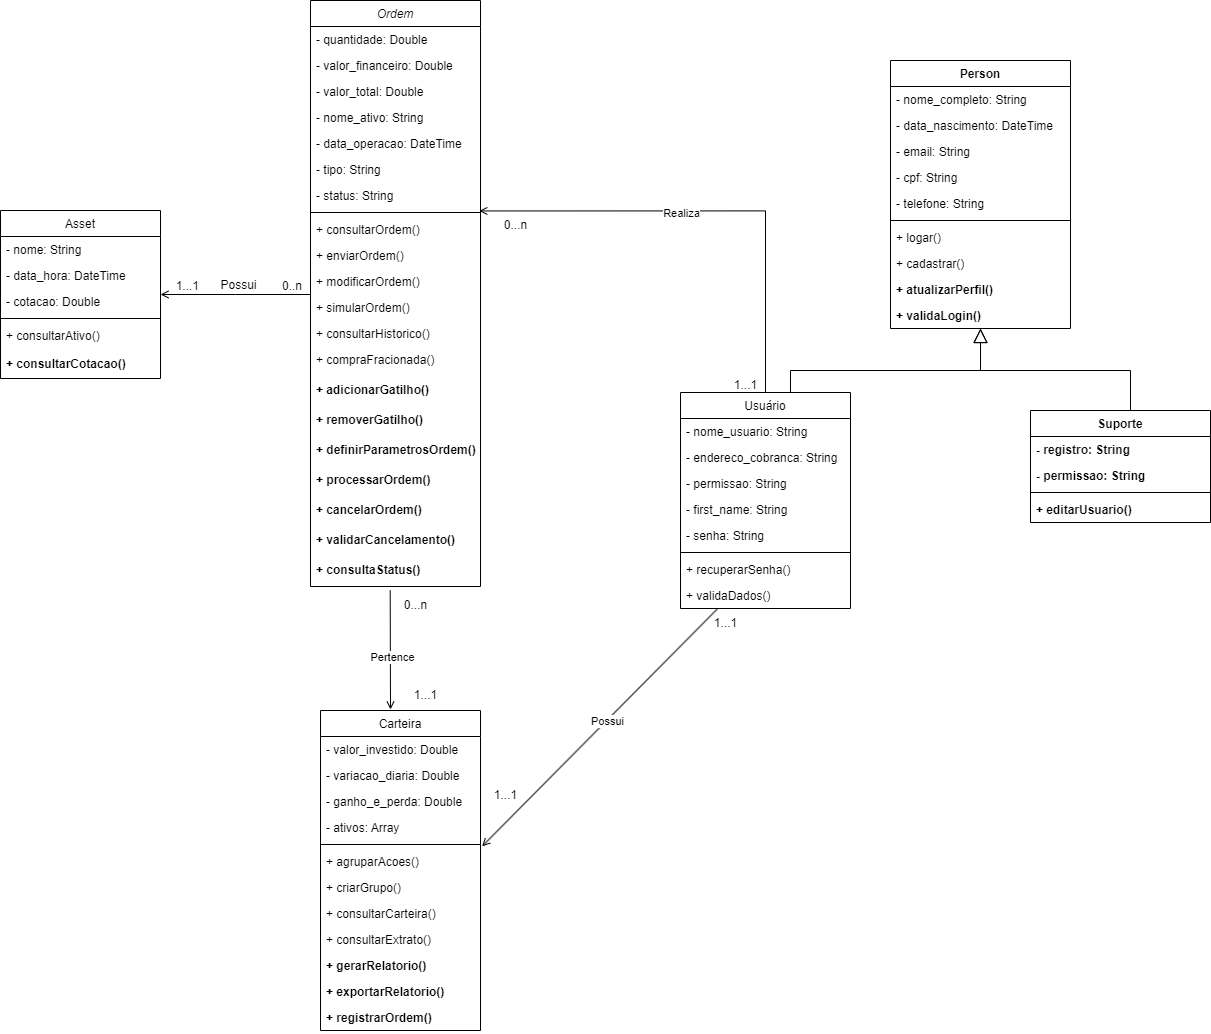 Ordem
- quantidade: Double
- valor_financeiro: Double
- valor_total: Double
- nome_ativo: String
- data_operacao: DateTime
- tipo: String
- status: String
+ consultarOrdem()
+ enviarOrdem()
+ modificarOrdem()
+ simularOrdem()
+ consultarHistorico()
+ compraFracionada()
+ adicionarGatilho()
+ removerGatilho()
+ definirParametrosOrdem()
+ processarOrdem()
+ cancelarOrdem()
+ validarCancelamento()
+ consultaStatus()
Person
- nome_completo: String
- data_nascimento: DateTime
- email: String
- cpf: String
- telefone: String
+ logar()
+ cadastrar()
+ atualizarPerfil()
+ validaLogin()
Asset
- nome: String
- data_hora: DateTime
- cotacao: Double
+ consultarAtivo()
+ consultarCotacao()
1...1
Possui
0..n
Realiza
0...n
1...1
Usuário
- nome_usuario: String
- endereco_cobranca: String
- permissao: String
- first_name: String
- senha: String
+ recuperarSenha()
+ validaDados()
Suporte
- registro: String
- permissao: String
+ editarUsuario()
0...n
Pertence
1...1
1...1
Possui
1...1
Carteira
- valor_investido: Double
- variacao_diaria: Double
- ganho_e_perda: Double
- ativos: Array
+ agruparAcoes()
+ criarGrupo()
+ consultarCarteira()
+ consultarExtrato()
+ gerarRelatorio()
+ exportarRelatorio()
+ registrarOrdem()